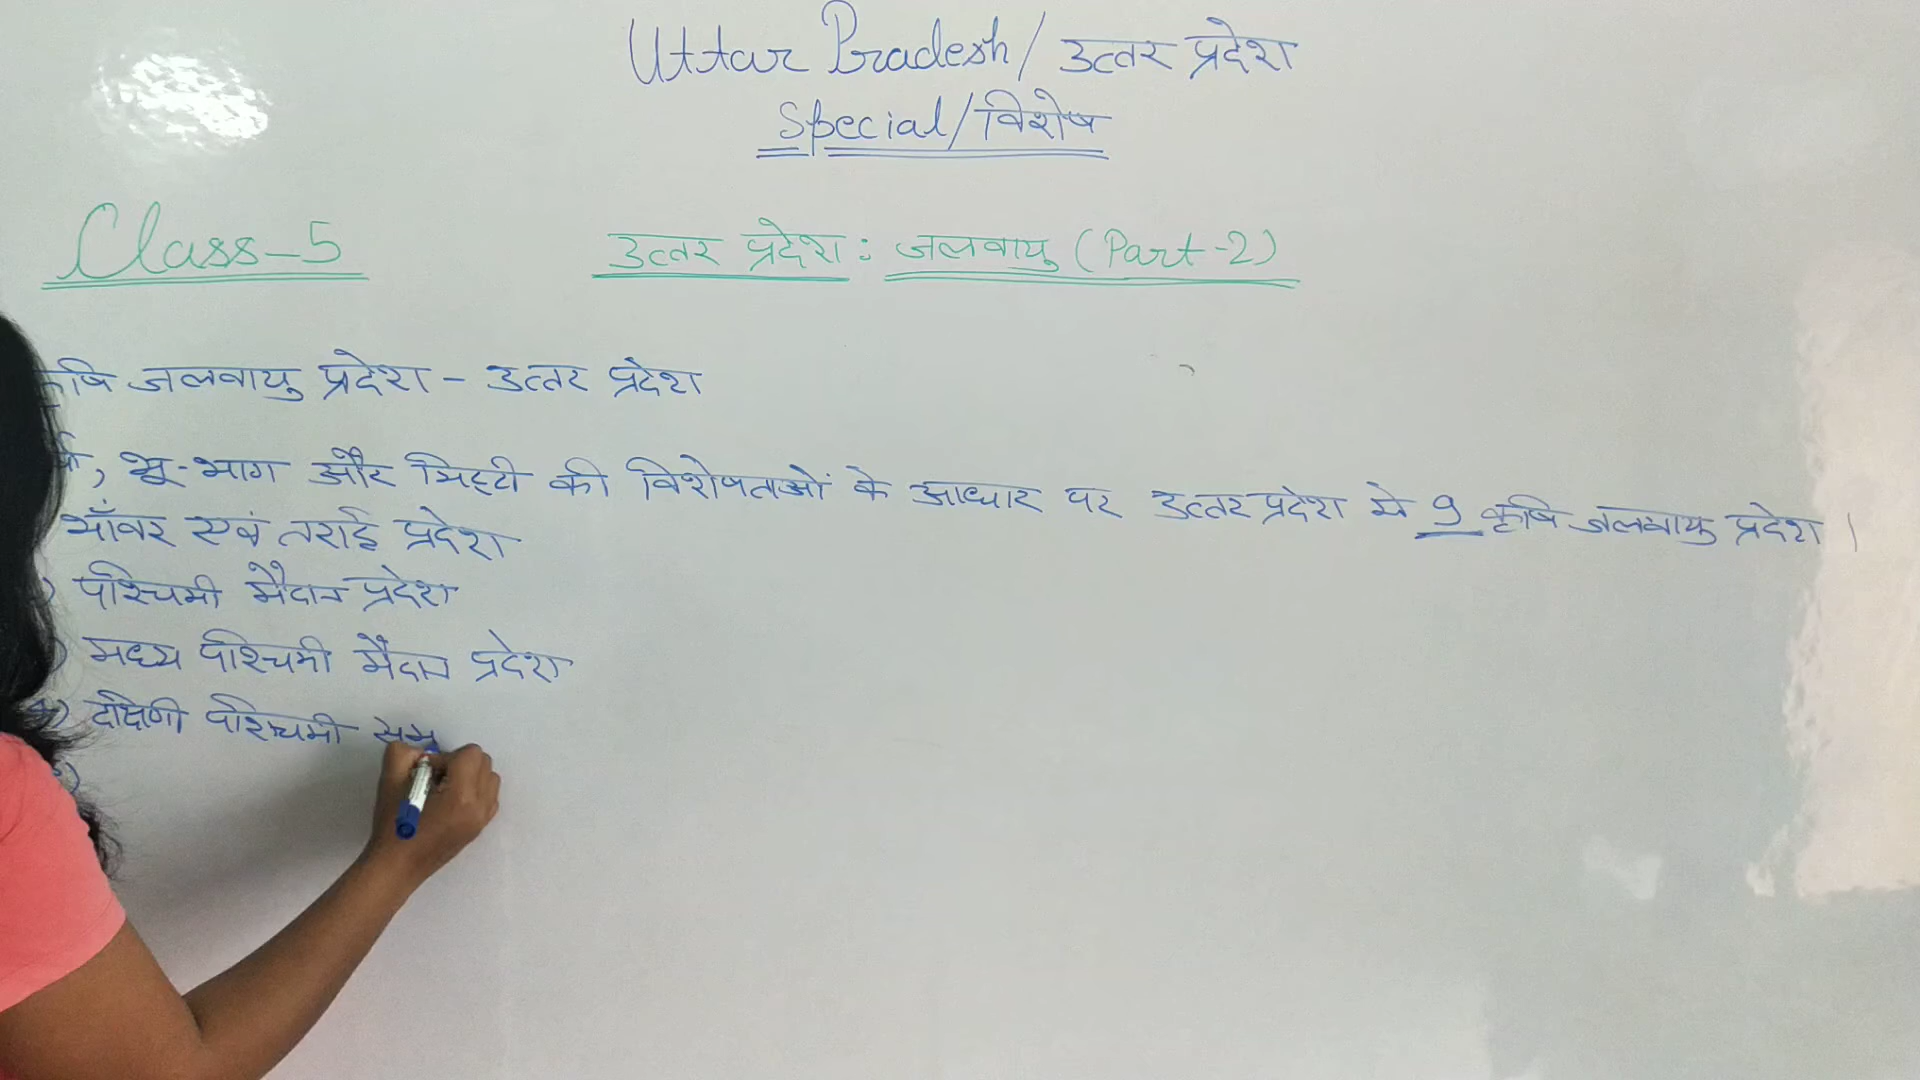 Uttar Pradesh/उत्तर प्रदेश
Special/विशेष
Class-5
उत्तर प्रदेश: जलवायु (Part-2)
जलवायु प्रदेश - उत्तर प्रदेश
, भू-भाग और मिट्टी की विशेषताओं के आधार पर उत्तर प्रदेश मे 9 कृषि जलवायु प्रदेश।
भाँवर एवं तराई प्रदेश
) पश्चिमी मैदान प्रदेश
) मध्य पश्चिमी मैदान प्रदेश
4) दक्षिणी पश्चिमी सम